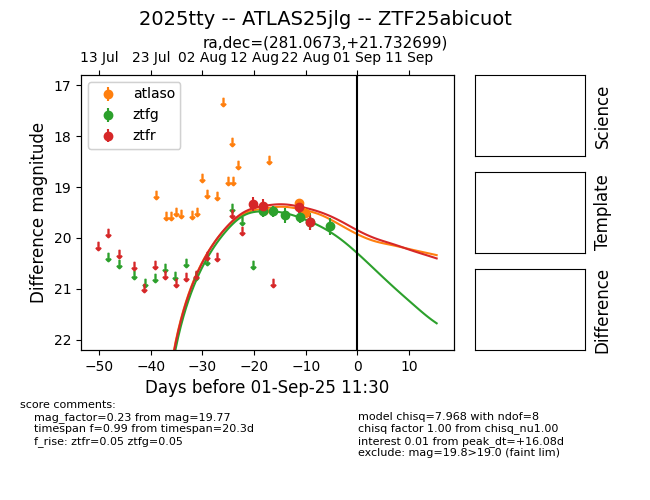 2025tty -- ATLAS25jlg -- ZTF25abicuot
ra,dec=(281.0673,+21.732699)
13 Jul 23 Jul 02 Aug 12 Aug 22 Aug 01 Sep 11 Sep
17
18
19
20
21
22
Difference magnitude
atlaso
ztfg
ztfr
−50 −40 −30 −20 −10 0 10
Days before 01-Sep-25 11:30
Science
Template
Difference
score comments:
mag_factor=0.23 from mag=19.77
timespan f=0.99 from timespan=20.3d
f_rise: ztfr=0.05 ztfg=0.05
model chisq=7.968 with ndof=8
chisq factor 1.00 from chisq_nu1.00
interest 0.01 from peak_dt=+16.08d
exclude: mag=19.8>19.0 (faint lim)